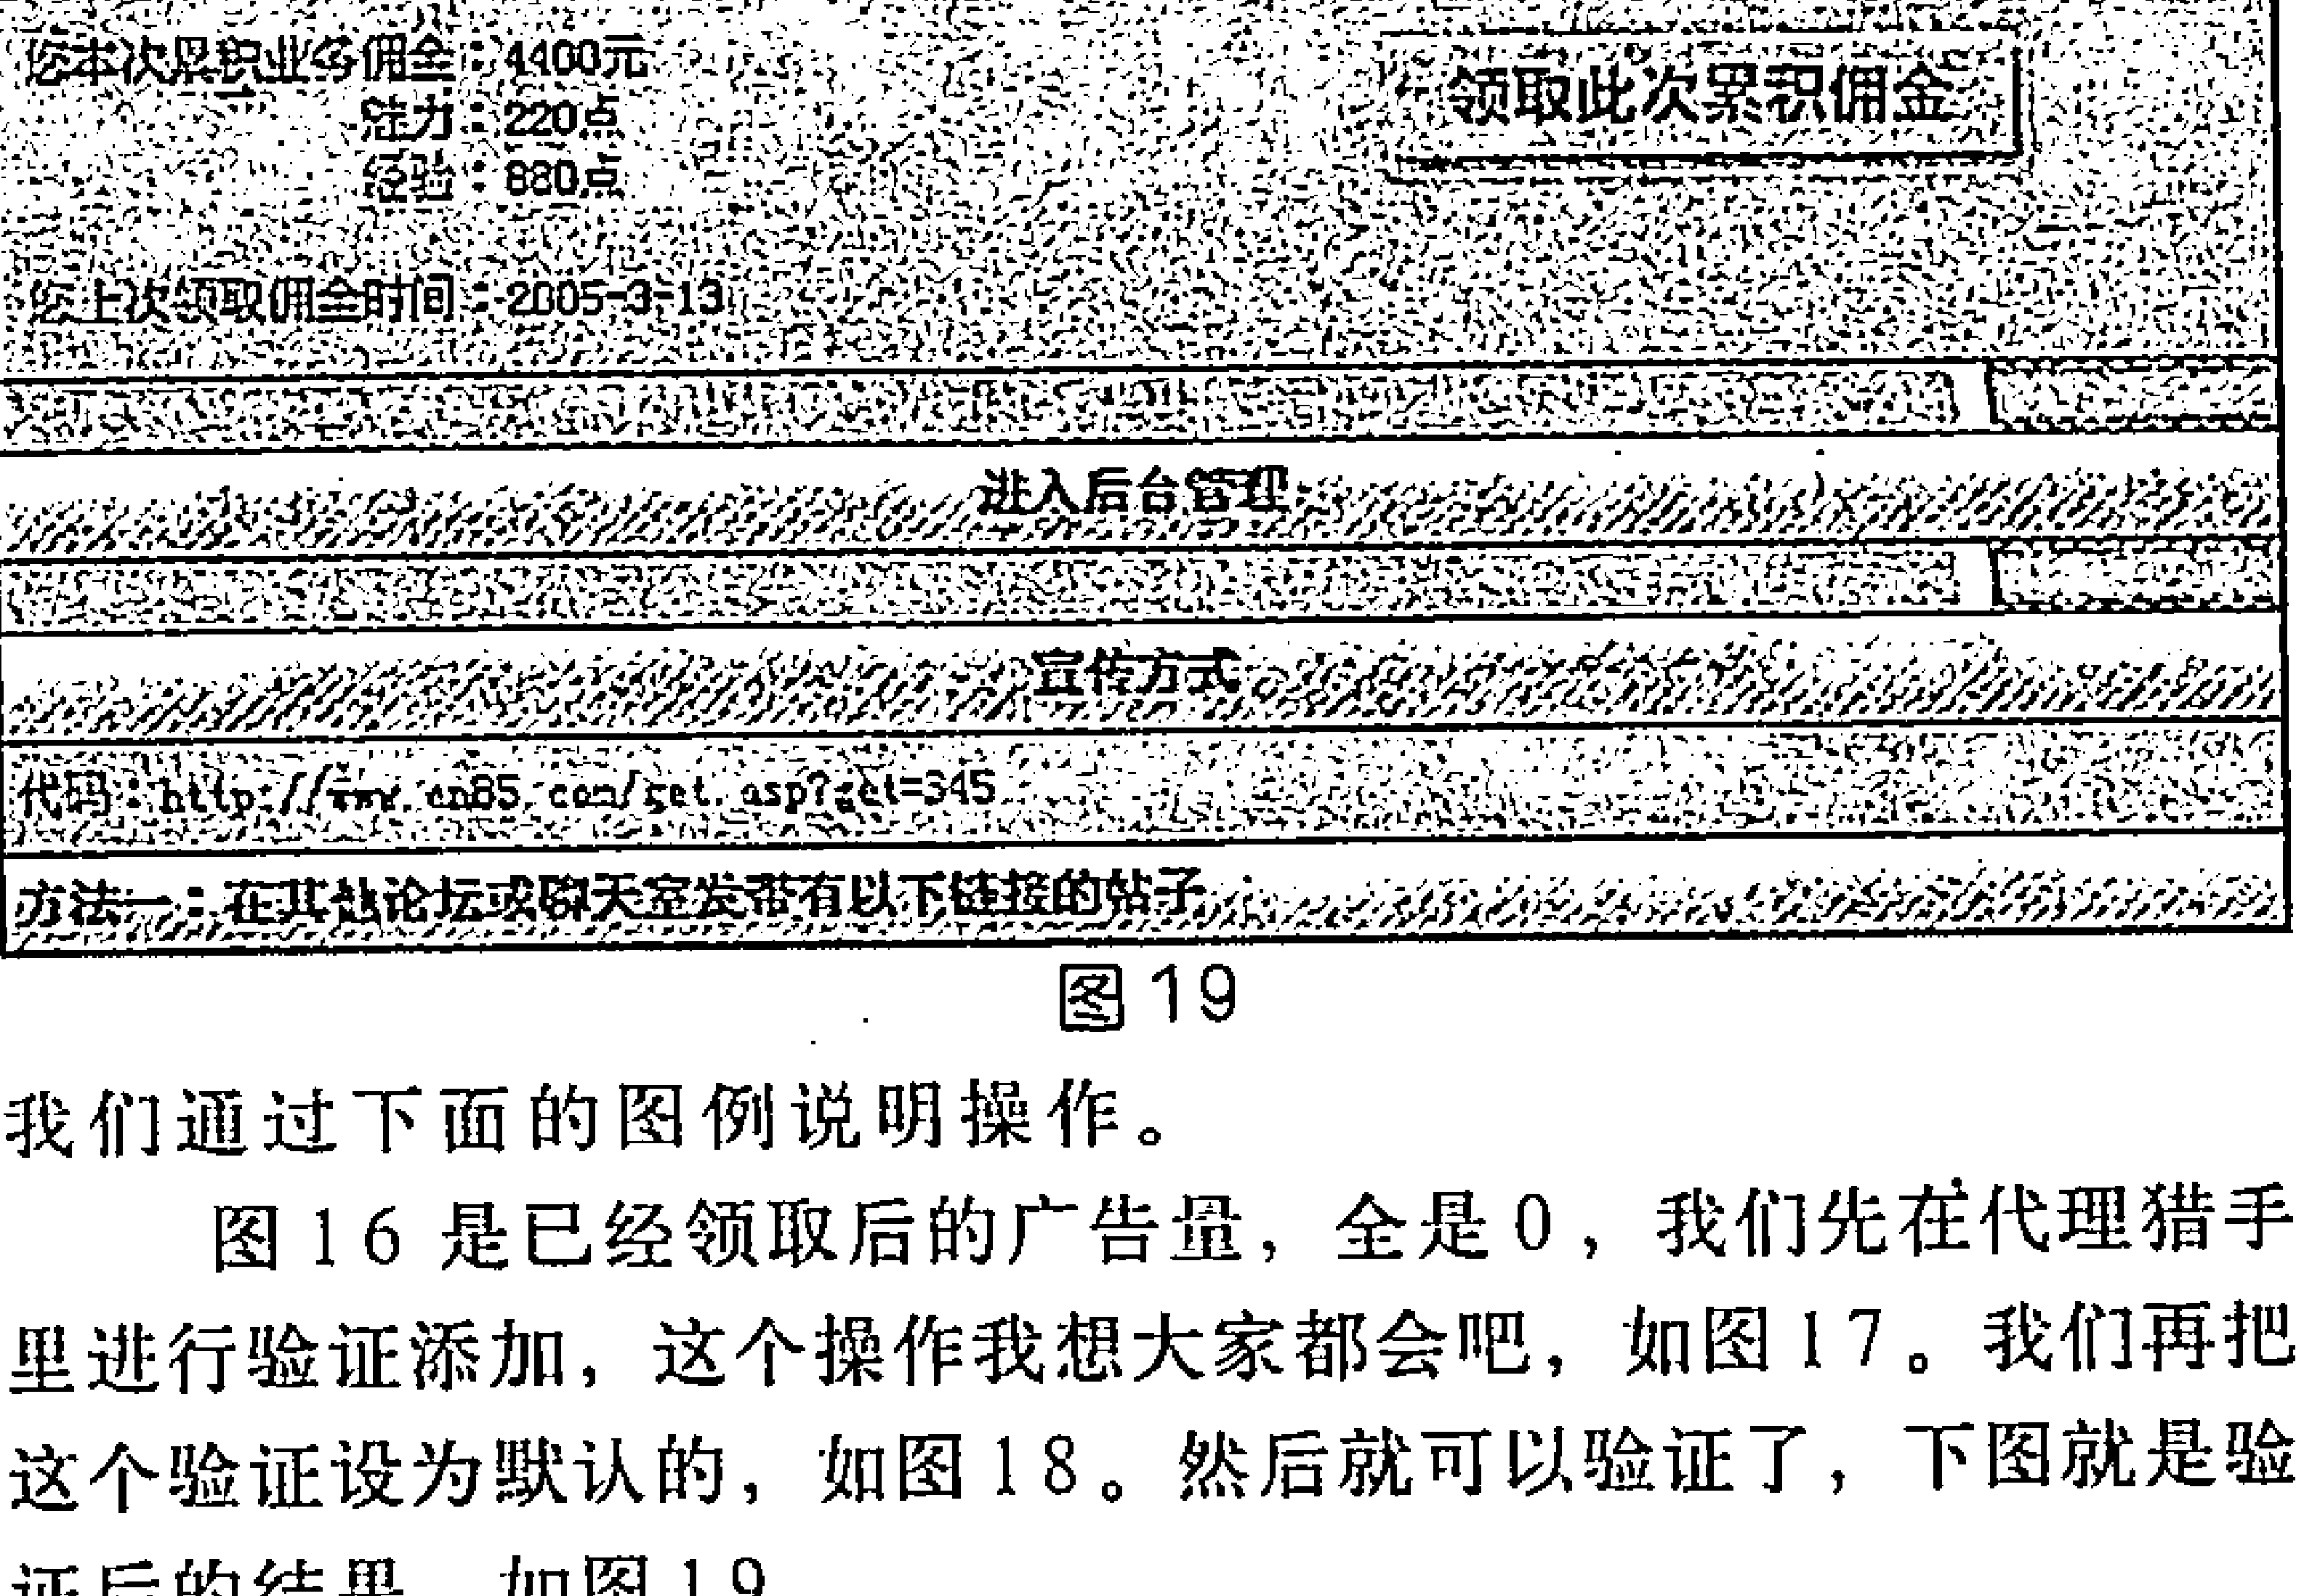 您本次累积业务佣金：4400元
领取此次累积佣金
魅力：220点
经验：880点
您上次领取佣金时间：2005-3-13
进入后台管理
宣传方式
代码：http://www.cn85.com/get.asp?get=345
方法一：在其他论坛或聊天室发带有以下链接的帖子
图19
我们通过下面的图例说明操作。
图16是已经领取后的广告量，全是0，我们先在代理猎手
里进行验证添加，这个操作我想大家都会吧，如图17。我们再把
这个验证设为默认的，如图18。然后就可以验证了，下图就是验
证后的结果，如图19